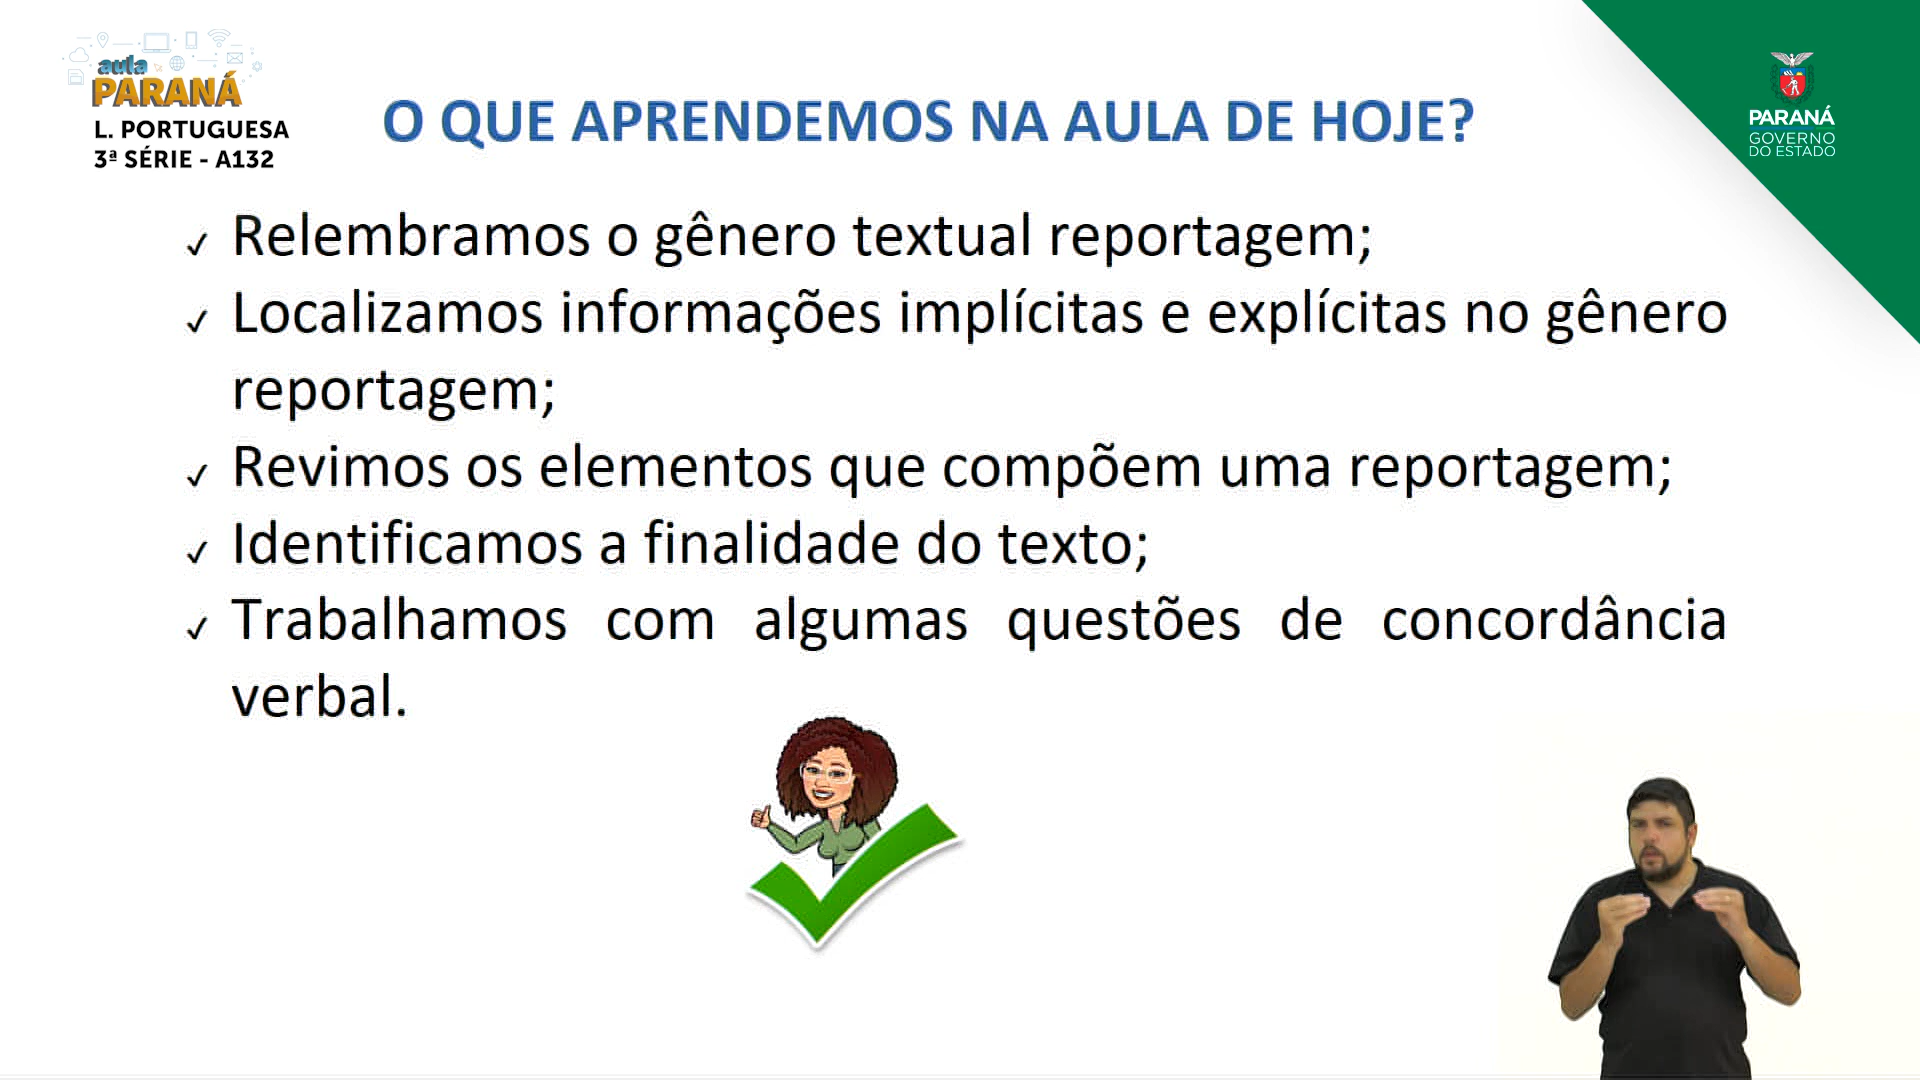 aula
PARANÁ
L. PORTUGUESA
3ª SÉRIE - A132
O QUE APRENDEMOS NA AULA DE HOJE?
PARANÁ
GOVERNO
DO ESTADO
✓ Relembramos o gênero textual reportagem;
✓ Localizamos informações implícitas e explícitas no gênero
reportagem;
✓ Revimos os elementos que compõem uma reportagem;
✓ Identificamos a finalidade do texto;
✓ Trabalhamos com algumas questões de concordância
verbal.